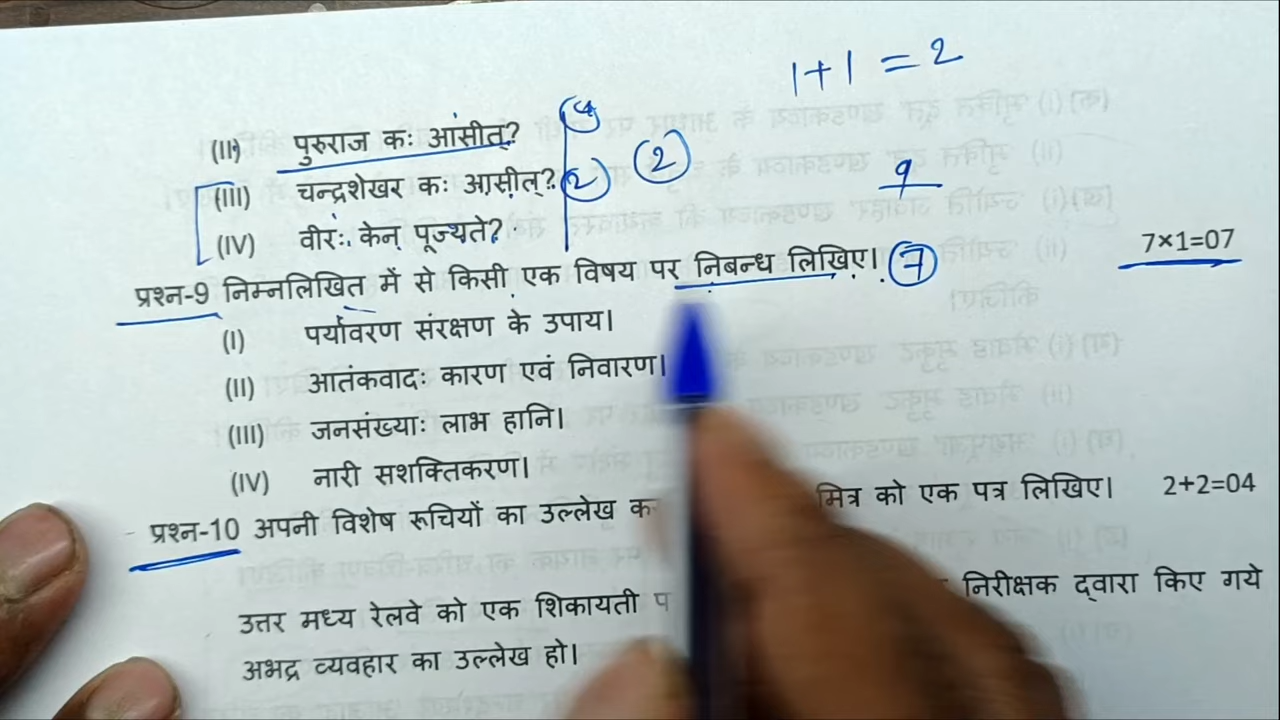 1+1 = 2
(II) पुरुराज कः आंसीत्?
(III) चन्द्रशेखर कः आसीत्? 2 2
(IV) वीरः केन पूज्यते?
9
प्रश्न-9 निम्नलिखित में से किसी एक विषय पर निबन्ध लिखिए। 7 7×1=07
(I) पर्यावरण संरक्षण के उपाय।
(II) आतंकवादः कारण एवं निवारण।
(III) जनसंख्याः लाभ हानि।
(IV) नारी सशक्तिकरण।
प्रश्न-10 अपनी विशेष रूचियों का उल्लेख मित्र को एक पत्र लिखिए। 2+2=04
उत्तर मध्य रेलवे को एक शिकायती निरीक्षक द्वारा किए गये
अभद्र व्यवहार का उल्लेख हो।